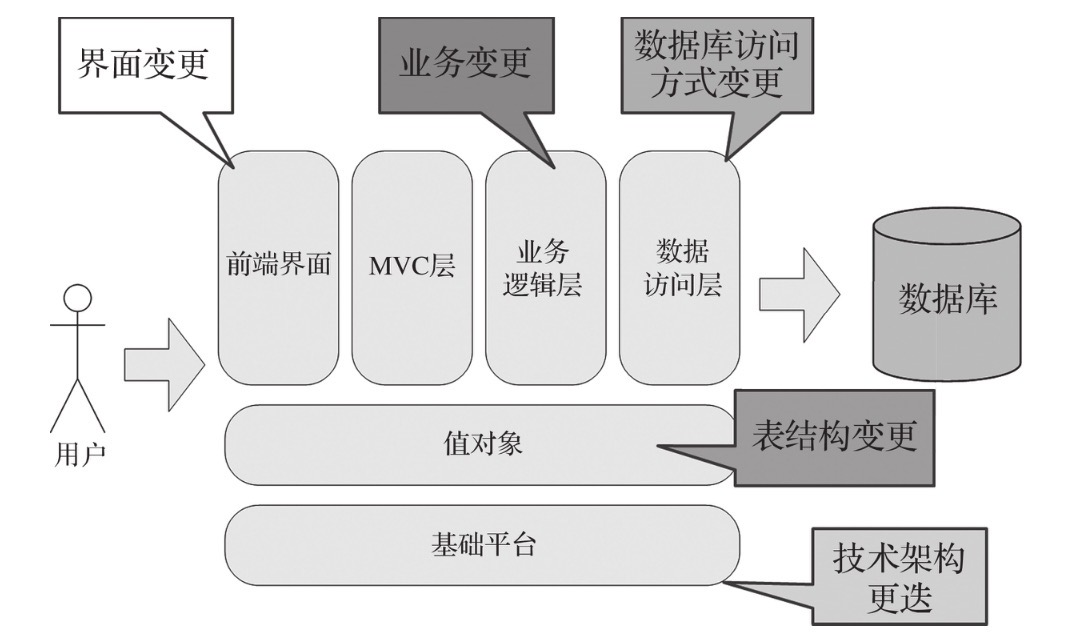 界面变更
业务变更
数据库访问
方式变更
前端界面
MVC层
业务
逻辑层
数据
访问层
数据库
用户
值对象
表结构变更
基础平台
技术架构
更迭